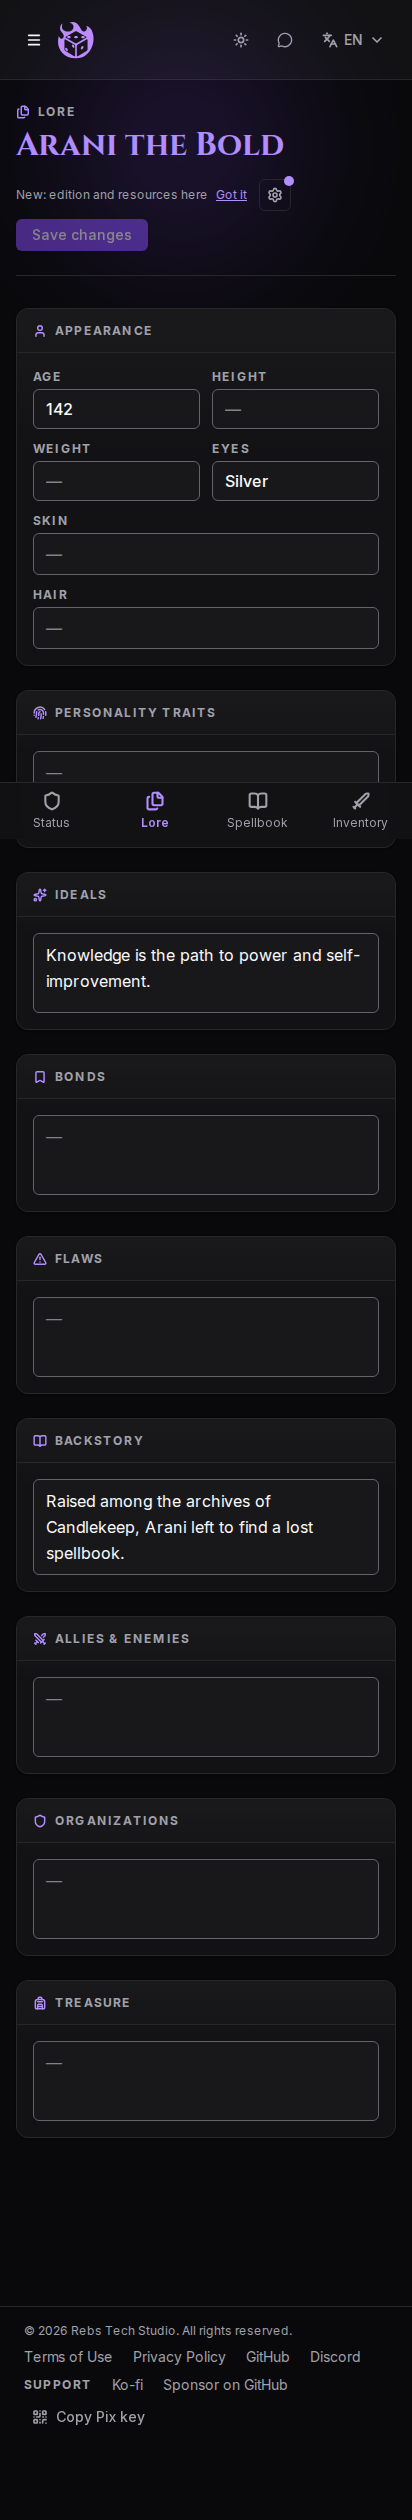 EN
LORE
ARANI THE BOLD
New: edition and resources here Got it
Save changes
APPEARANCE
AGE HEIGHT
142 —
WEIGHT EYES
— Silver
SKIN
—
HAIR
—
PERSONALITY TRAITS
—
Status Lore Spellbook Inventory
IDEALS
Knowledge is the path to power and self-
improvement.
BONDS
—
FLAWS
—
BACKSTORY
Raised among the archives of
Candlekeep, Arani left to find a lost
spellbook.
ALLIES & ENEMIES
—
ORGANIZATIONS
—
TREASURE
—
© 2026 Rebs Tech Studio. All rights reserved.
Terms of Use Privacy Policy GitHub Discord
SUPPORT Ko-fi Sponsor on GitHub
Copy Pix key